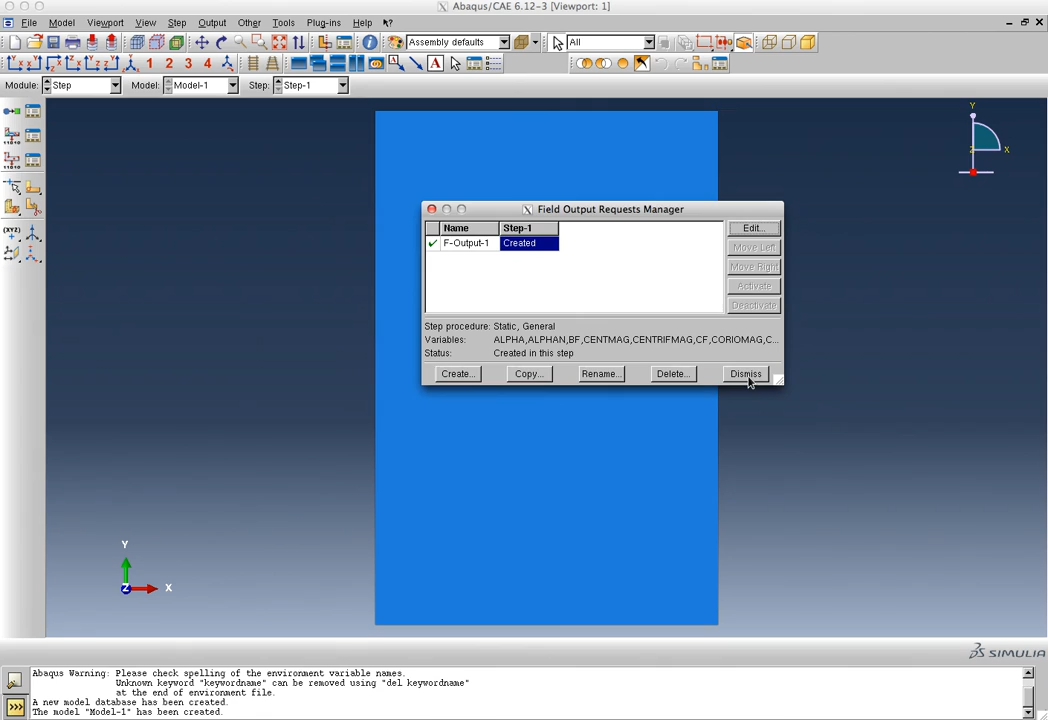 Abaqus/CAE 6.12-3 [Viewport: 1]
File Model Viewport View Step Output Other Tools Plug-ins Help
Assembly defaults All
1 2 3 4 A
Module: Step Model: Model-1 Step: Step-1
Field Output Requests Manager
Name Step-1 Edit...
F-Output-1 Created
Move Left
Move Right
Activate
Deactivate
Step procedure: Static, General
Variables: ALPHA,ALPHAN,BF,CENTMAG,CENTRIFMAG,CF,CORIOMAG,C...
Status: Created in this step
Create... Copy... Rename... Delete... Dismiss
Y
X
Z
(XYZ)
Y
X
Z
SIMULIA
Abaqus Warning: Please check spelling of the environment variable names.
Unknown keyword "keywordname" can be removed using "del keywordname"
at the end of environment file.
A new model database has been created.
The model "Model-1" has been created.